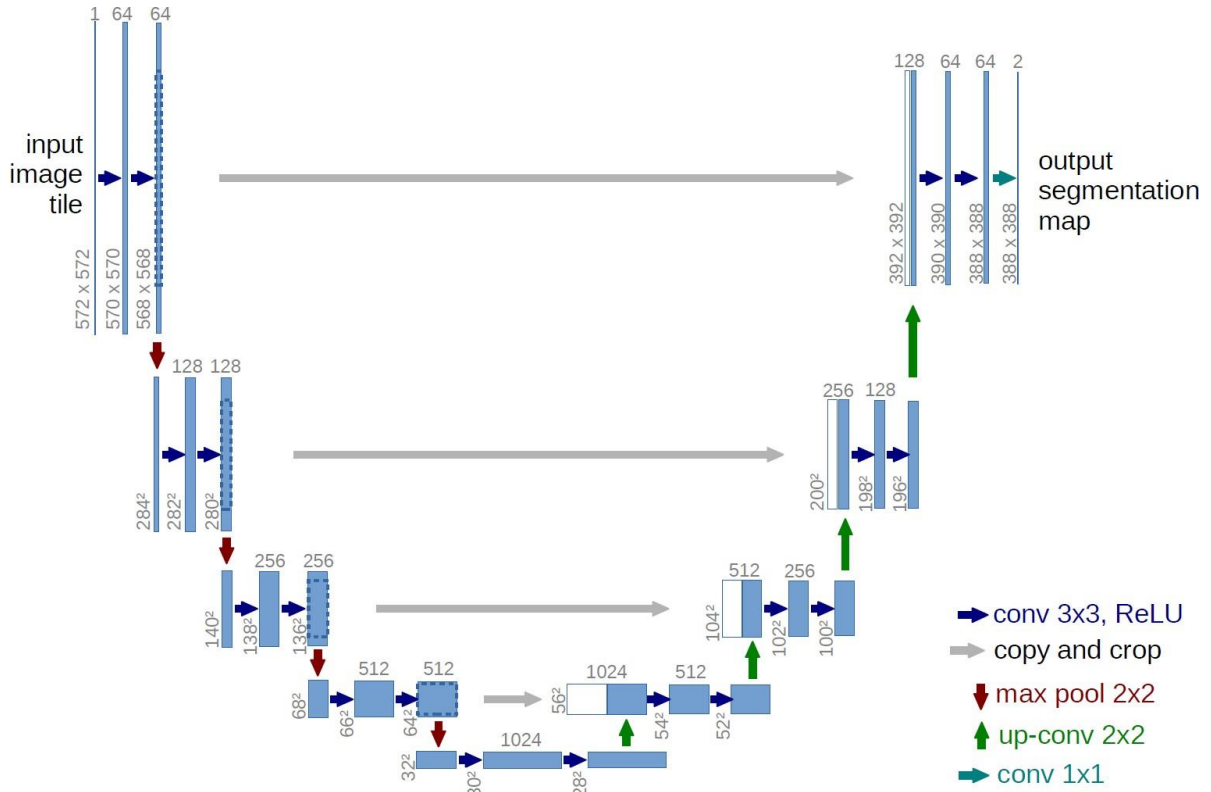 1 64 64
128 64 64 2
input
image
tile
output
segmentation
map
572 x 572
570 x 570
568 x 568
392 x 392
390 x 390
388 x 388
388 x 388
128 128
256 128
284²
282²
280²
200²
198²
196²
256 256
512 256
140²
138²
136²
104²
102²
100²
512 512
1024 512
68²
66²
64²
56²
54²
52²
1024
32²
30²
28²
conv 3x3, ReLU
copy and crop
max pool 2x2
up-conv 2x2
conv 1x1